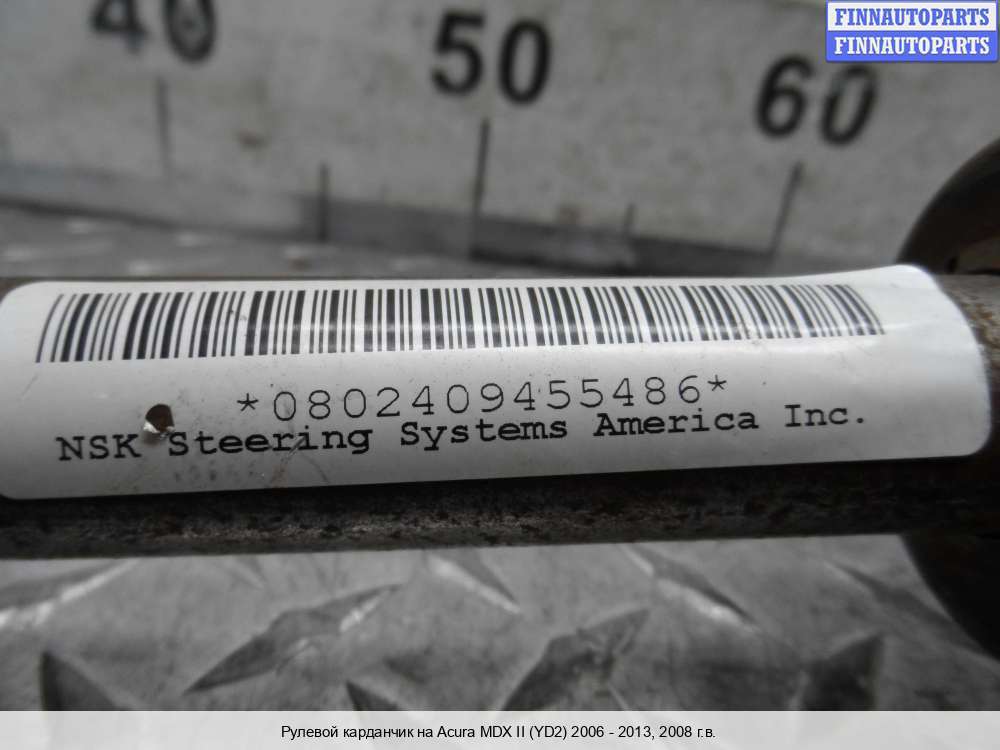 FINNAUTOPARTS
FINNAUTOPARTS
40 50 60
*0802409455486*
NSK Steering Systems America Inc.
Рулевой карданчик на Acura MDX II (YD2) 2006 - 2013, 2008 г.в.